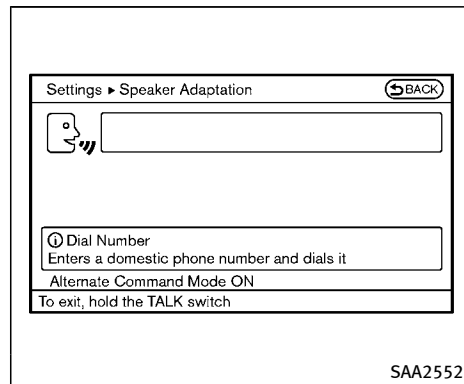 Settings ▸ Speaker Adaptation
BACK
Dial Number
Enters a domestic phone number and dials it
Alternate Command Mode ON
To exit, hold the TALK switch
SAA2552